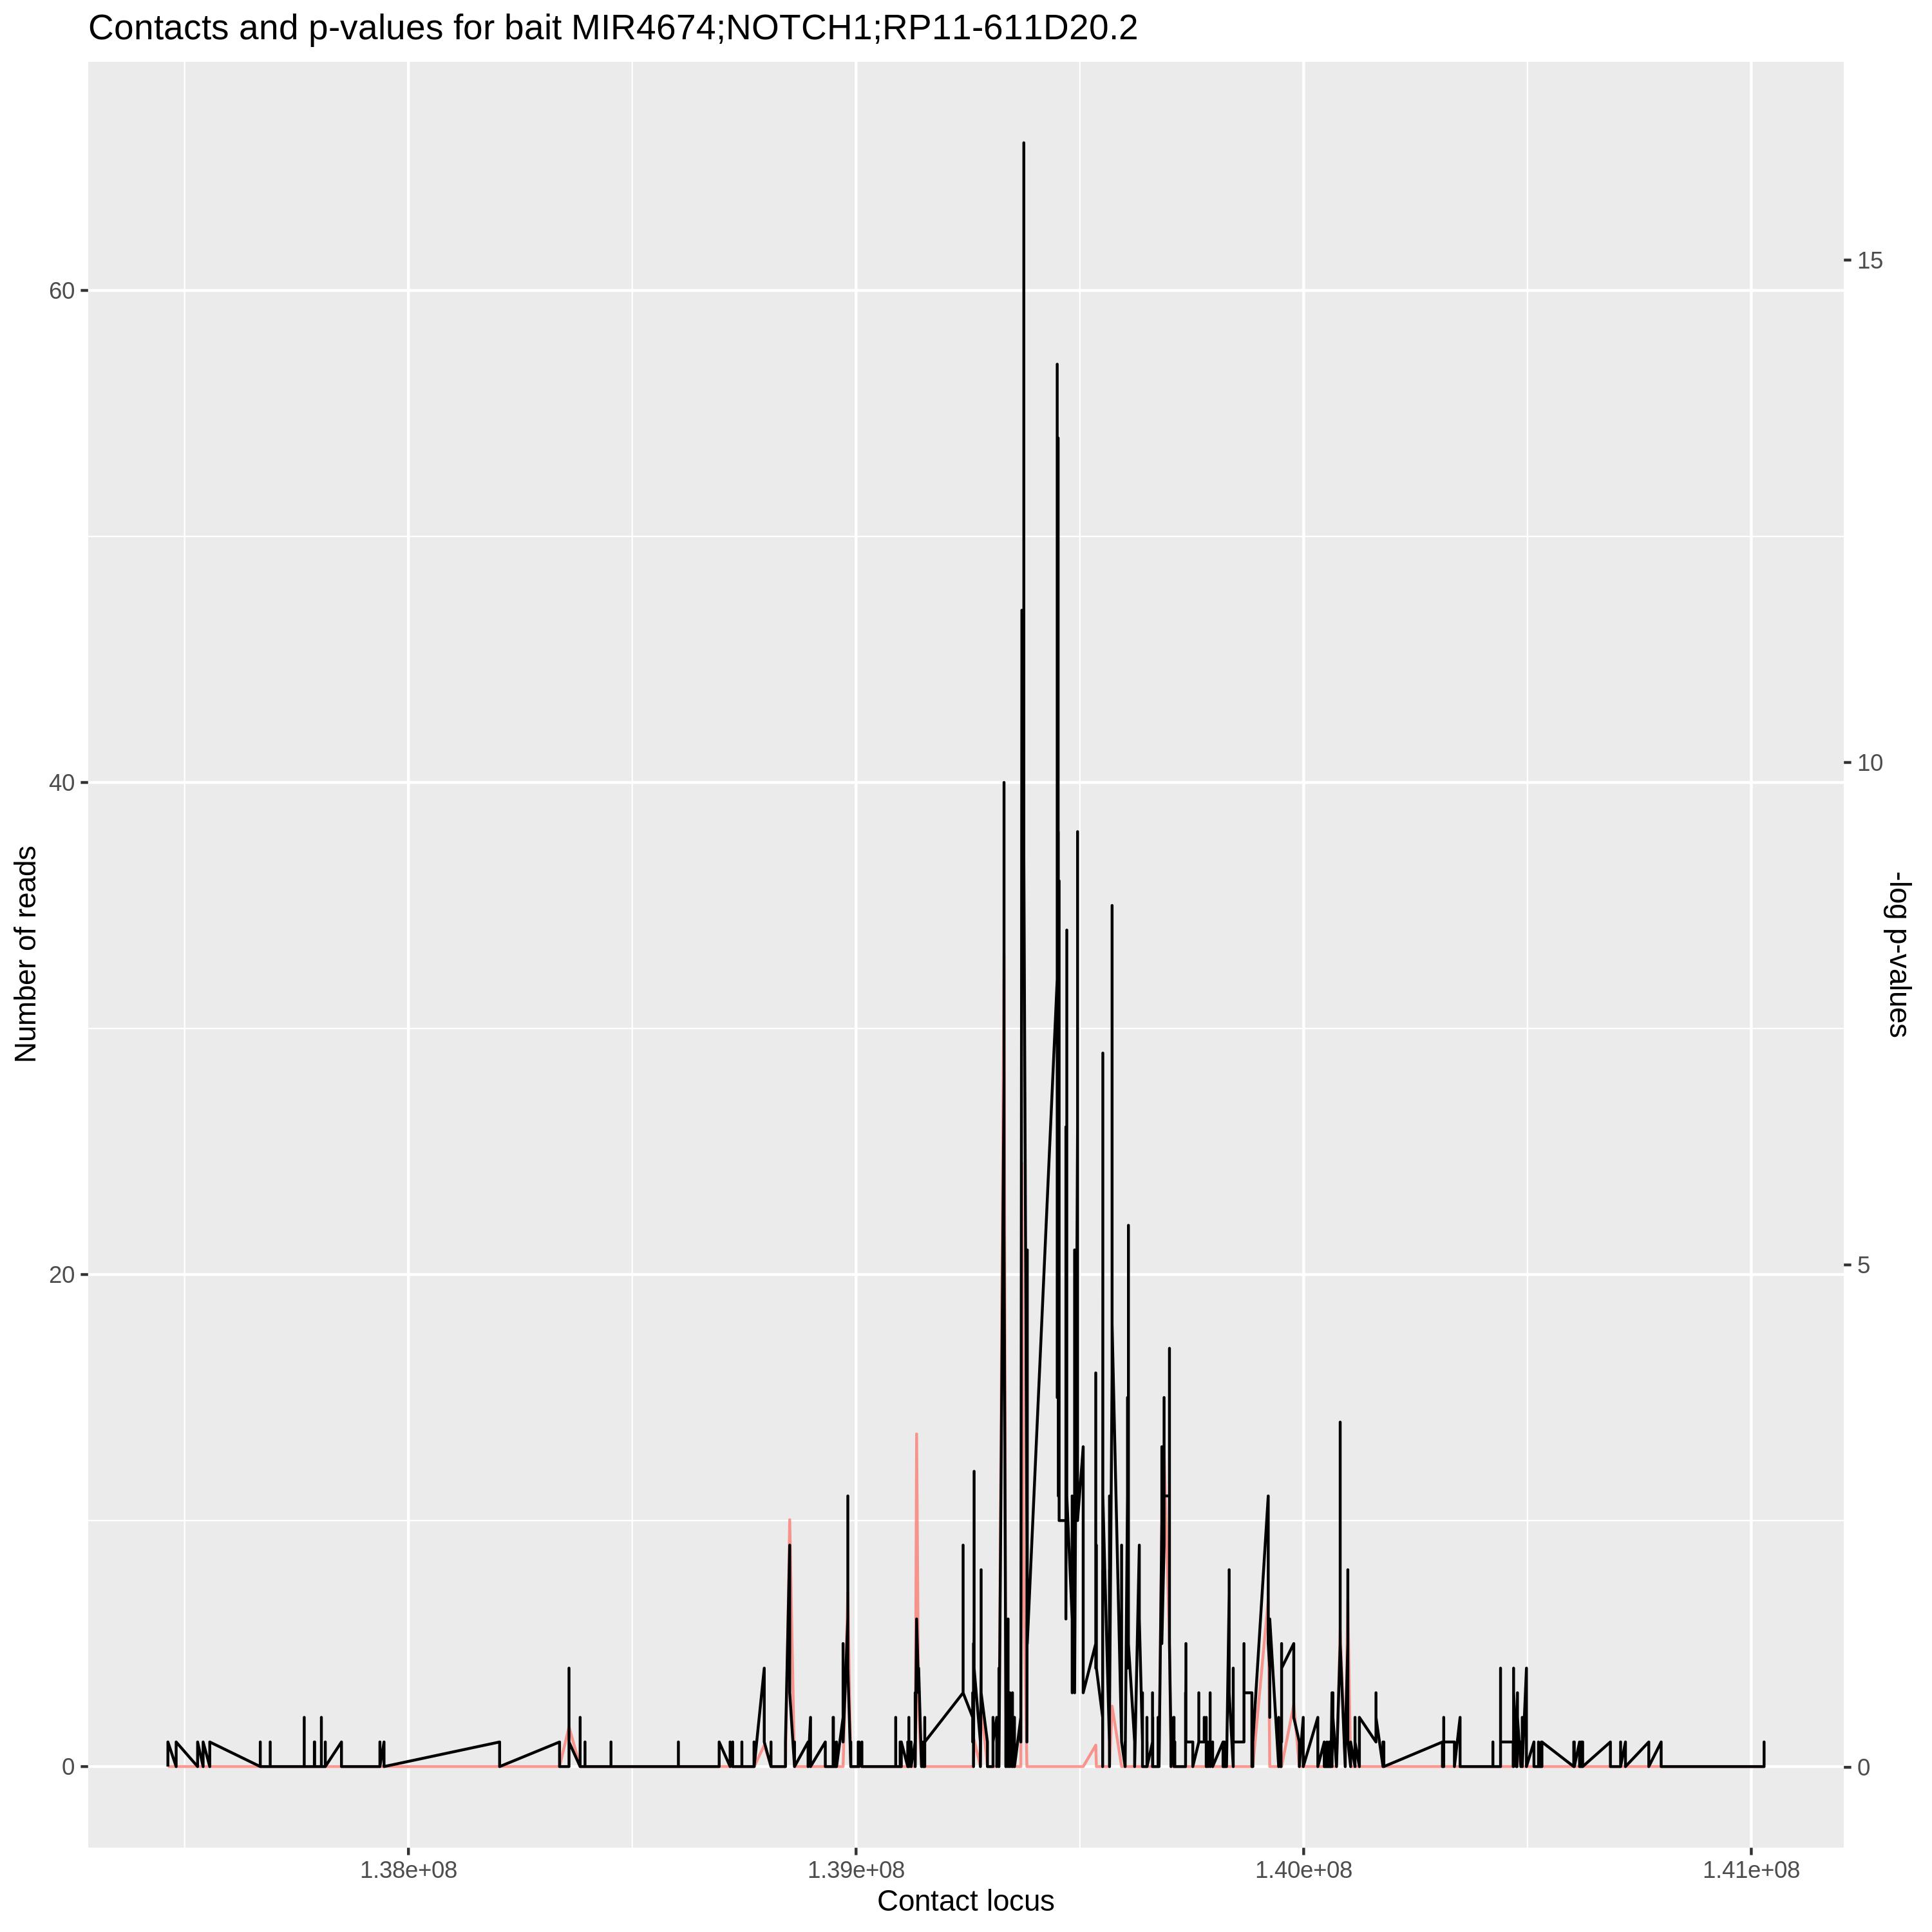 Contacts and p-values for bait MIR4674;NOTCH1;RP11-611D20.2
60
40
20
0
15
10
5
0
Number of reads
-log p-values
1.38e+08
1.39e+08
1.40e+08
1.41e+08
Contact locus